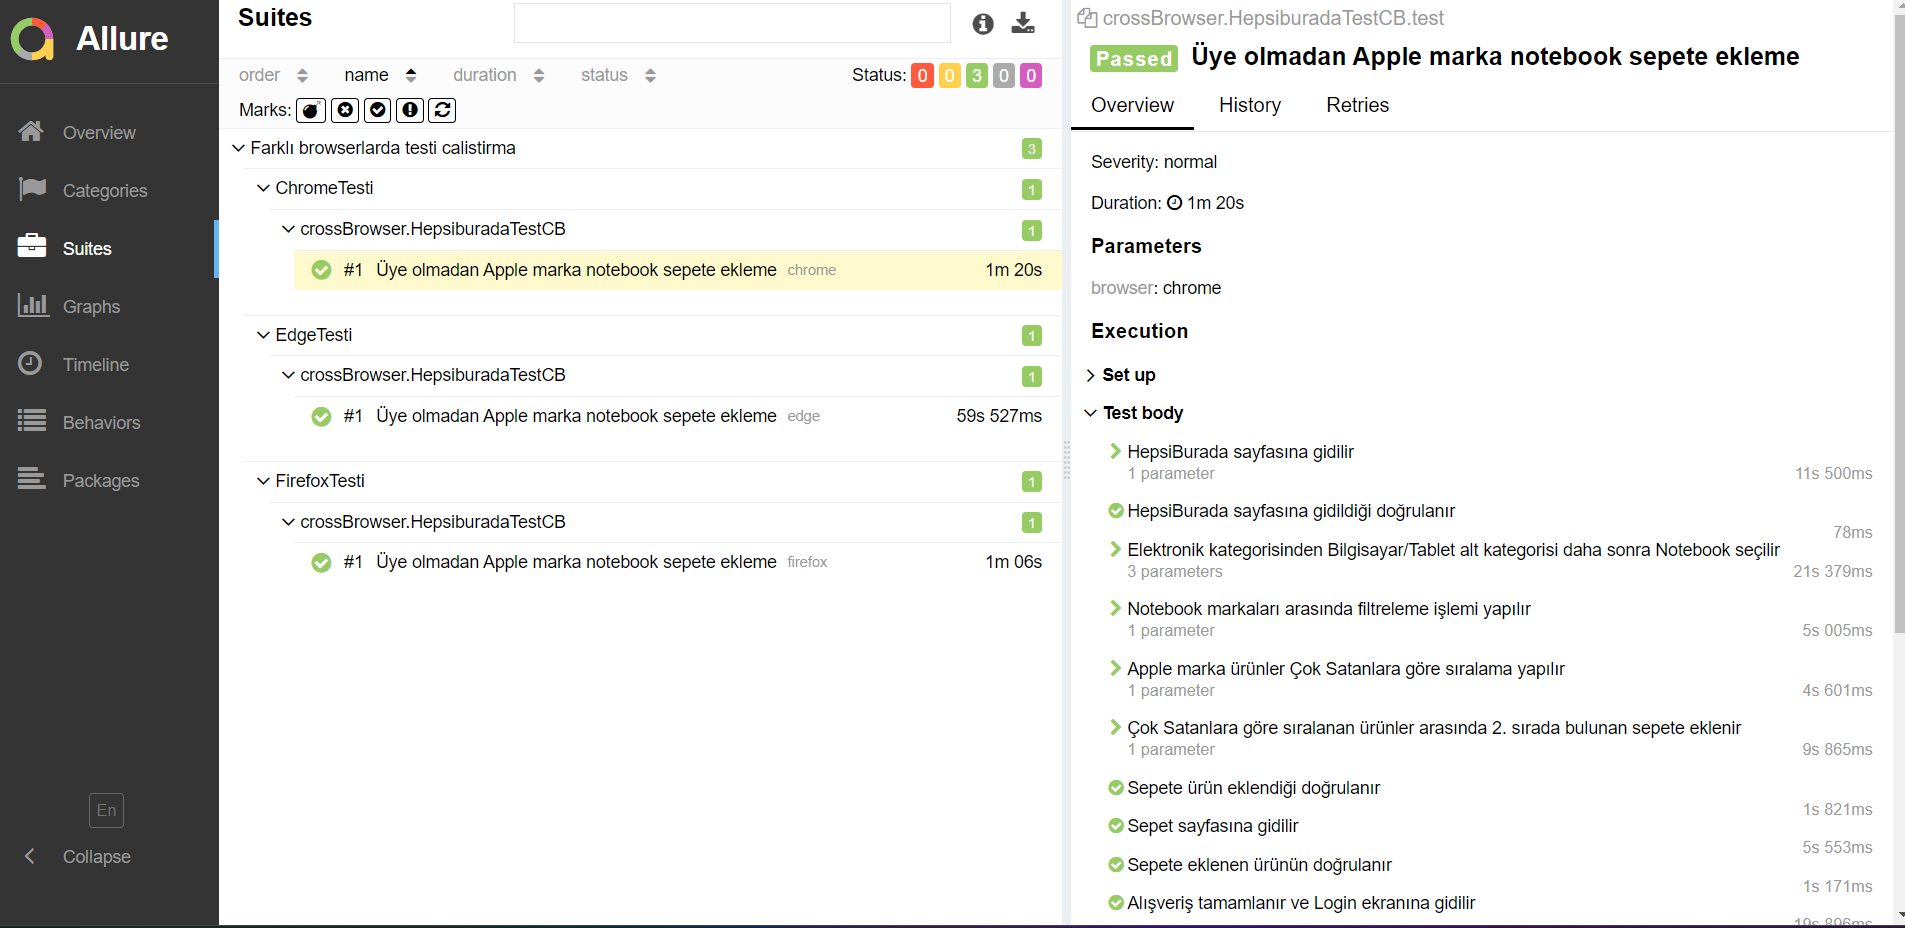 Allure
Overview
Categories
Suites
Graphs
Timeline
Behaviors
Packages
En
Collapse
Suites
order name duration status Status: 0 0 3 0 0
Marks:
Farklı browserlarda testi calistirma 3
ChromeTesti 1
crossBrowser.HepsiburadaTestCB 1
#1 Üye olmadan Apple marka notebook sepete ekleme chrome 1m 20s
EdgeTesti 1
crossBrowser.HepsiburadaTestCB 1
#1 Üye olmadan Apple marka notebook sepete ekleme edge 59s 527ms
FirefoxTesti 1
crossBrowser.HepsiburadaTestCB 1
#1 Üye olmadan Apple marka notebook sepete ekleme firefox 1m 06s
crossBrowser.HepsiburadaTestCB.test
Passed Üye olmadan Apple marka notebook sepete ekleme
Overview History Retries
Severity: normal
Duration: 1m 20s
Parameters
browser: chrome
Execution
Set up
Test body
HepsiBurada sayfasına gidilir
1 parameter 11s 500ms
HepsiBurada sayfasına gidildiği doğrulanır
78ms
Elektronik kategorisinden Bilgisayar/Tablet alt kategorisi daha sonra Notebook seçilir
3 parameters 21s 379ms
Notebook markaları arasında filtreleme işlemi yapılır
1 parameter 5s 005ms
Apple marka ürünler Çok Satanlara göre sıralama yapılır
1 parameter 4s 601ms
Çok Satanlara göre sıralanan ürünler arasında 2. sırada bulunan sepete eklenir
1 parameter 9s 865ms
Sepete ürün eklendiği doğrulanır
1s 821ms
Sepet sayfasına gidilir
5s 553ms
Sepete eklenen ürünün doğrulanır
1s 171ms
Alışveriş tamamlanır ve Login ekranına gidilir
19s 896ms